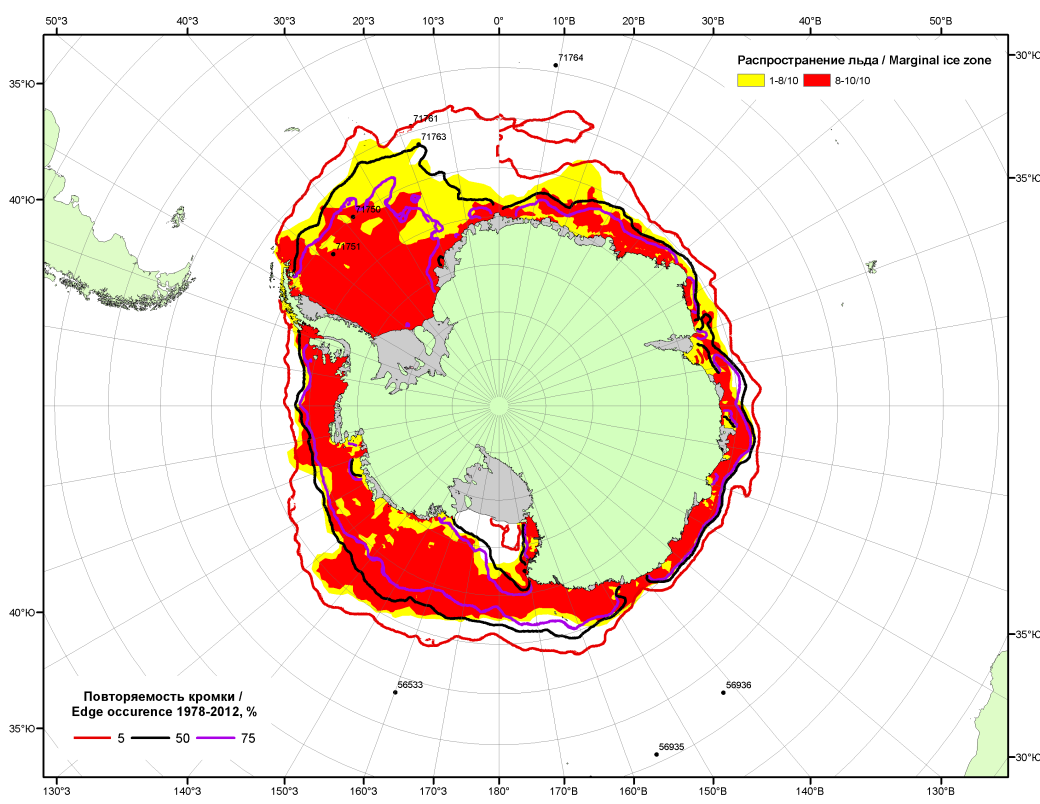 50°З 40°З 30°З 20°З 10°З 0° 10°В 20°В 30°В 40°В 50°В
71764
30°Ю
Распространение льда / Marginal ice zone
1-8/10 8-10/10
35°Ю
71761
71763
35°Ю
40°Ю
71750
71751
40°Ю
35°Ю
56533
56936
Повторяемость кромки /
Edge occurence 1978-2012, %
5 50 75
35°Ю
56935
30°Ю
130°З 140°З 150°З 160°З 170°З 180° 170°В 160°В 150°В 140°В 130°В